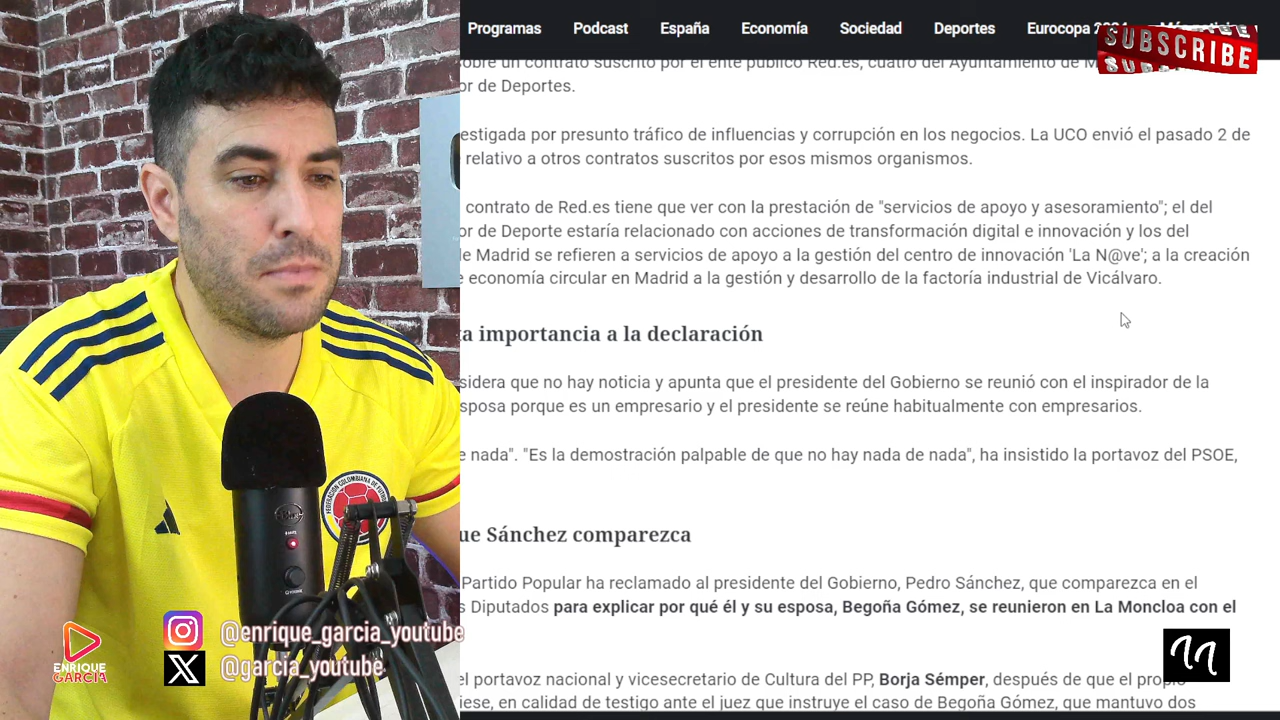 Programas Podcast España Economía Sociedad Deportes Eurocopa
SUBSCRIBE
sobre un contrato suscrito por el ente público Red.es, cuatro del Ayuntamiento de
or de Deportes.
estigada por presunto tráfico de influencias y corrupción en los negocios. La UCO envió el pasado 2 de
relativo a otros contratos suscritos por esos mismos organismos.
contrato de Red.es tiene que ver con la prestación de "servicios de apoyo y asesoramiento"; el del
or de Deporte estaría relacionado con acciones de transformación digital e innovación y los del
de Madrid se refieren a servicios de apoyo a la gestión del centro de innovación 'La N@ve'; a la creación
e economía circular en Madrid a la gestión y desarrollo de la factoría industrial de Vicálvaro.
ta importancia a la declaración
sidera que no hay noticia y apunta que el presidente del Gobierno se reunió con el inspirador de la
sposa porque es un empresario y el presidente se reúne habitualmente con empresarios.
e nada". "Es la demostración palpable de que no hay nada de nada", ha insistido la portavoz del PSOE,
ue Sánchez comparezca
Partido Popular ha reclamado al presidente del Gobierno, Pedro Sánchez, que comparezca en el
s Diputados para explicar por qué él y su esposa, Begoña Gómez, se reunieron en La Moncloa con el
el portavoz nacional y vicesecretario de Cultura del PP, Borja Sémper, después de que el propio
iese, en calidad de testigo ante el juez que instruye el caso de Begoña Gómez, que mantuvo dos
FEDERACIÓN COLOMBIANA DE FÚTBOL
ENRIQUE
GARCIA
@enrique_garcia_youtube
@garcia_youtube